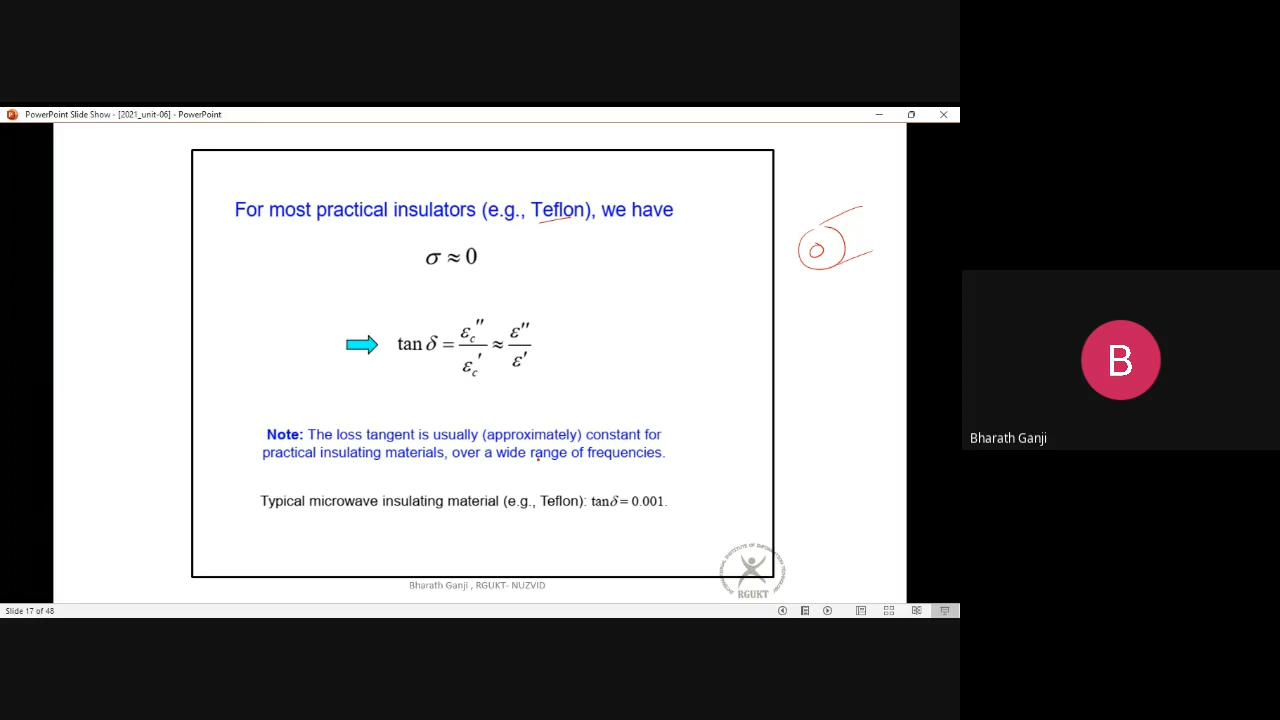 PowerPoint Slide Show - [2021_unit-06] - PowerPoint
For most practical insulators (e.g., Teflon), we have
σ ≈ 0
tan δ = εc'' / εc' ≈ ε'' / ε'
Note: The loss tangent is usually (approximately) constant for
practical insulating materials, over a wide range of frequencies.
Typical microwave insulating material (e.g., Teflon): tanδ = 0.001.
RGUKT
Bharath Ganji , RGUKT- NUZVID
Slide 17 of 48
B
Bharath Ganji